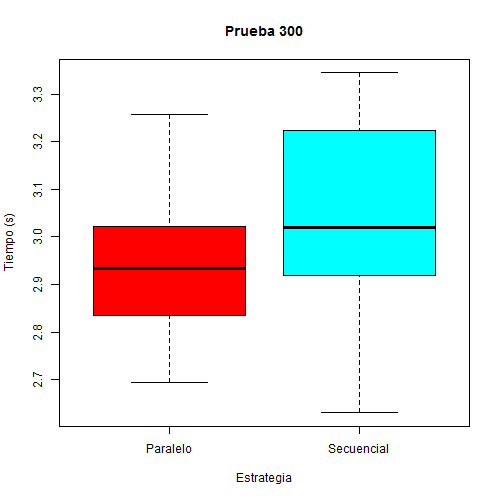 Prueba 300
Tiempo (s)
3.3
3.2
3.1
3.0
2.9
2.8
2.7
Paralelo
Secuencial
Estrategia